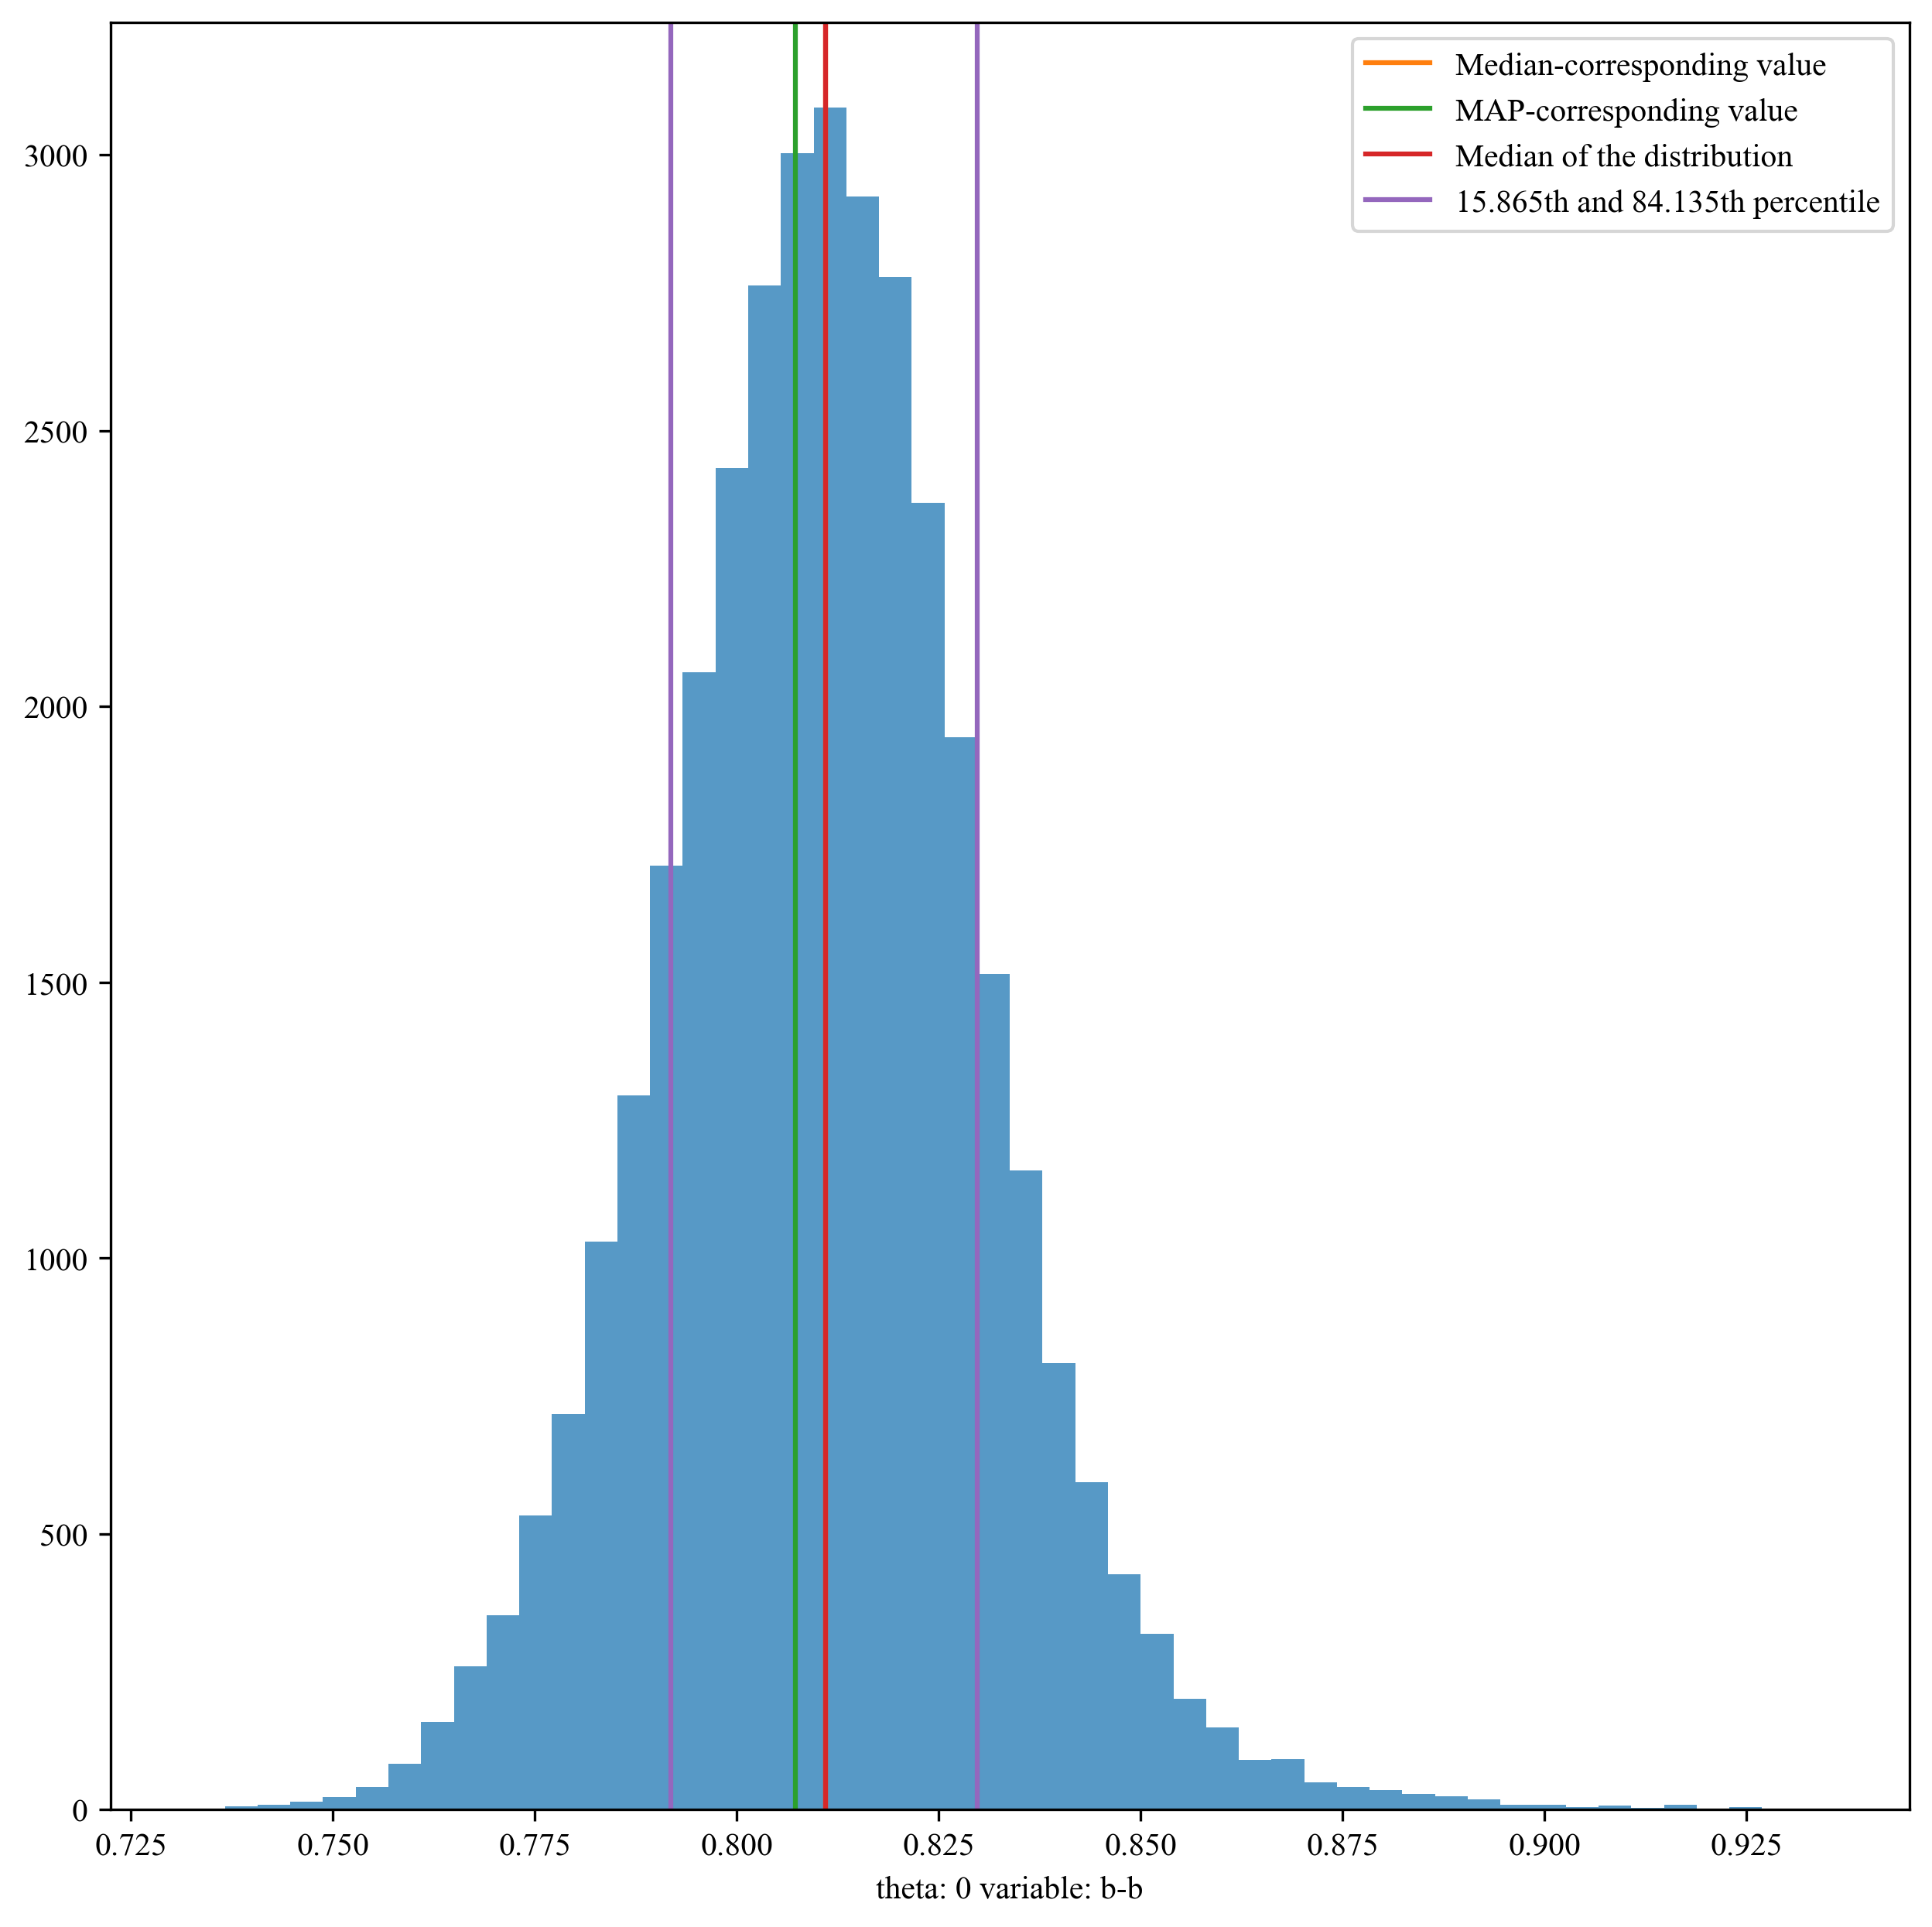 Median-corresponding value
MAP-corresponding value
Median of the distribution
15.865th and 84.135th percentile
3000
2500
2000
1500
1000
500
0
0.725 0.750 0.775 0.800 0.825 0.850 0.875 0.900 0.925
theta: 0 variable: b-b